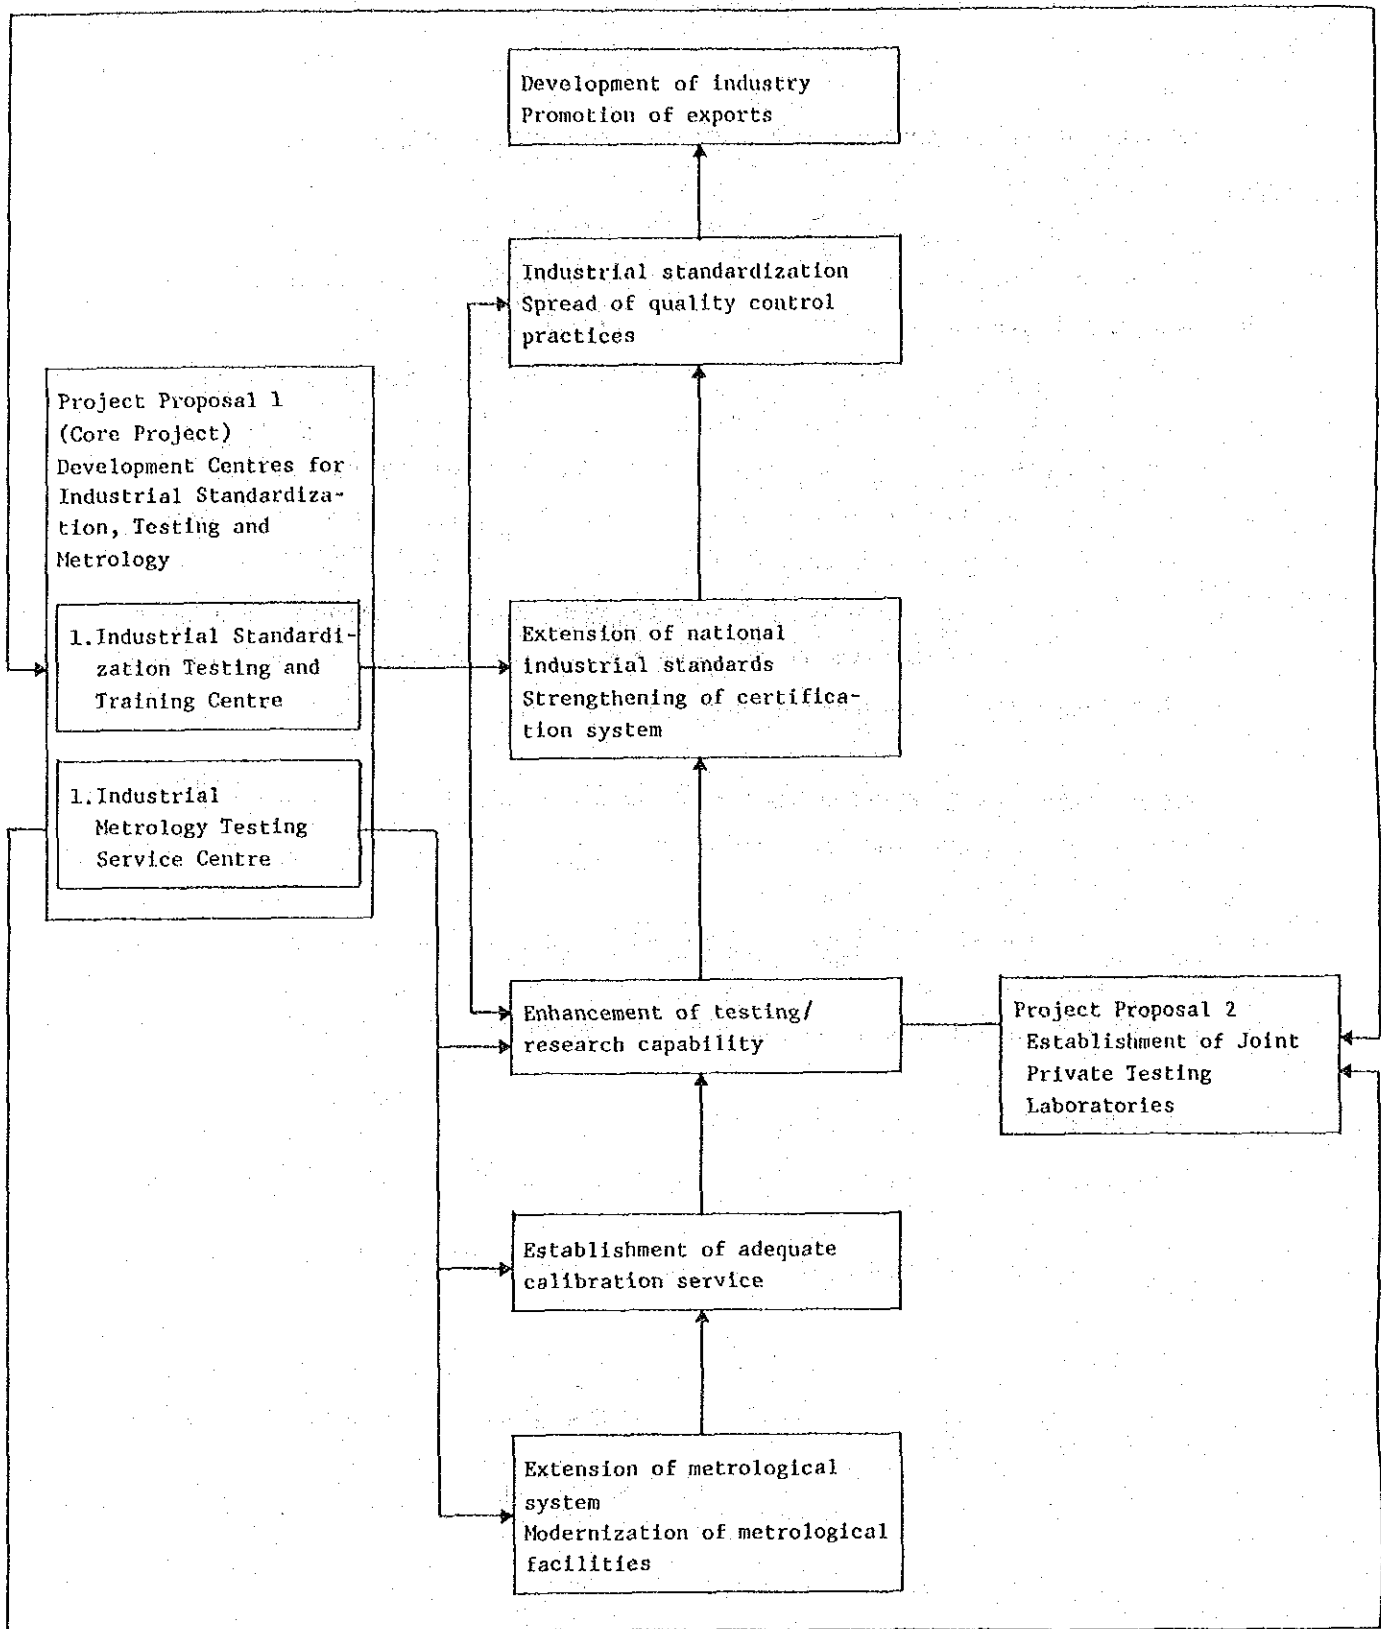 Development of industry
Promotion of exports
Industrial standardization
Spread of quality control
practices
Project Proposal 1
(Core Project)
Development Centres for
Industrial Standardiza-
tion, Testing and
Metrology
1.Industrial Standardi-
zation Testing and
Training Centre
1.Industrial
Metrology Testing
Service Centre
Extension of national
industrial standards
Strengthening of certifica-
tion system
Enhancement of testing/
research capability
Project Proposal 2
Establishment of Joint
Private Testing
Laboratories
Establishment of adequate
calibration service
Extension of metrological
system
Modernization of metrological
facilities